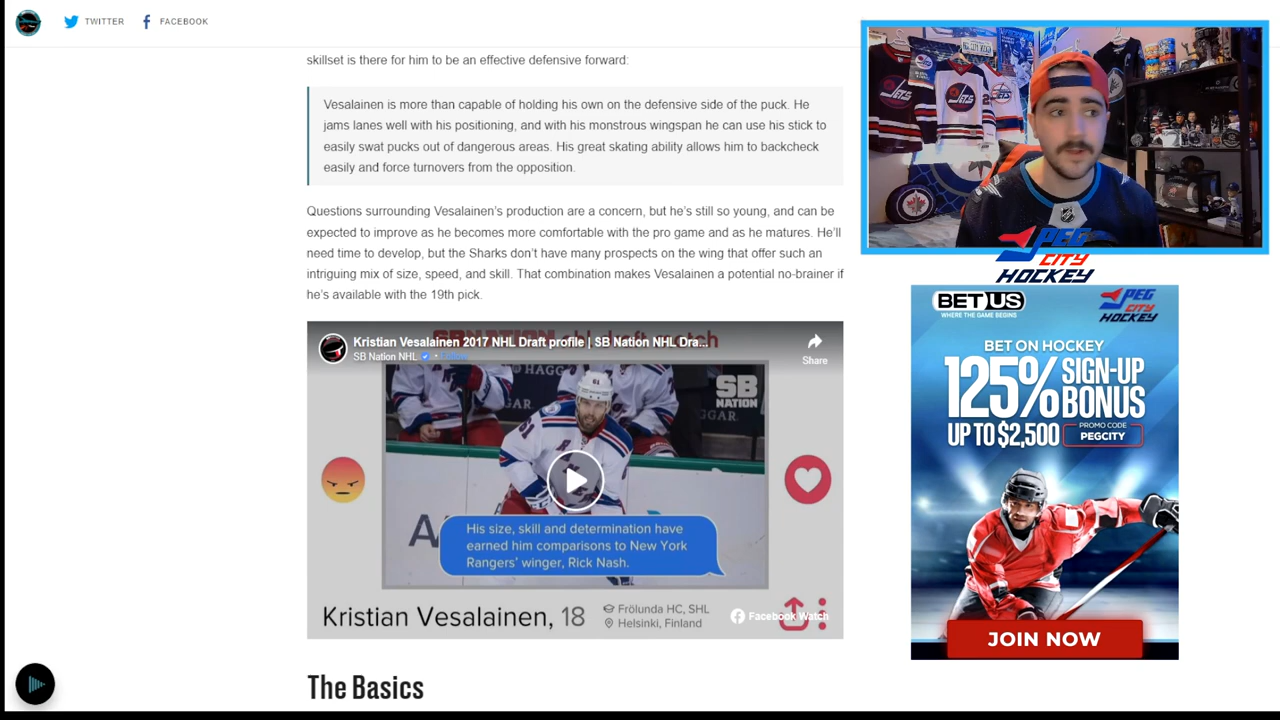 TWITTER
FACEBOOK
skillset is there for him to be an effective defensive forward:
Vesalainen is more than capable of holding his own on the defensive side of the puck. He
jams lanes well with his positioning, and with his monstrous wingspan he can use his stick to
easily swat pucks out of dangerous areas. His great skating ability allows him to backcheck
easily and force turnovers from the opposition.
Questions surrounding Vesalainen's production are a concern, but he's still so young, and can be
expected to improve as he becomes more comfortable with the pro game and as he matures. He'll
need time to develop, but the Sharks don't have many prospects on the wing that offer such an
intriguing mix of size, speed, and skill. That combination makes Vesalainen a potential no-brainer if
he's available with the 19th pick.
SB NATION nhl draft match
Kristian Vesalainen 2017 NHL Draft profile | SB Nation NHL Dra...
SB Nation NHL • Follow
Share
HAGG
GAR
GGAR
SB
NATION
61
His size, skill and determination have
earned him comparisons to New York
Rangers' winger, Rick Nash.
Kristian Vesalainen, 18
Frölunda HC, SHL
Helsinki, Finland
Facebook Watch
The Basics
JETS
PEG
CITY
HOCKEY
BETUS
WHERE THE GAME BEGINS
PEG
CITY
HOCKEY
BET ON HOCKEY
125% SIGN-UP
BONUS
UP TO $2,500
PROMO CODE
PEGCITY
JOIN NOW